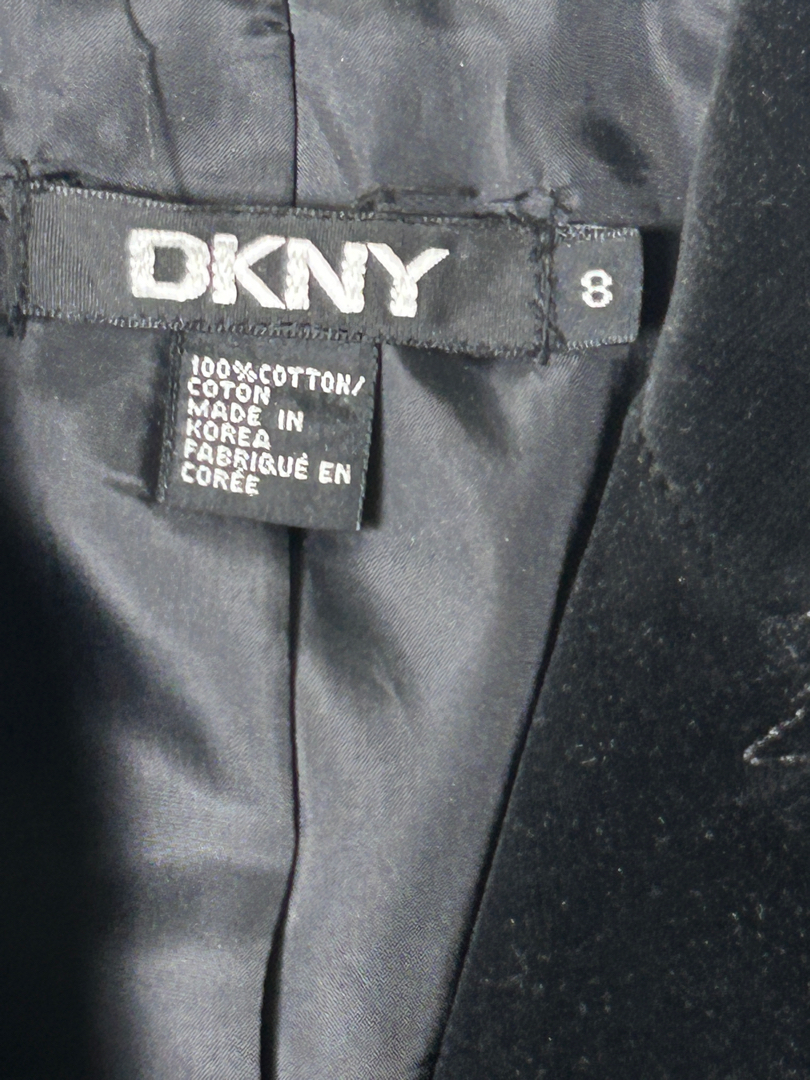 DKNY
8
100%COTTON/
COTON
MADE IN
KOREA
FABRIQUÉ EN
CORÉE